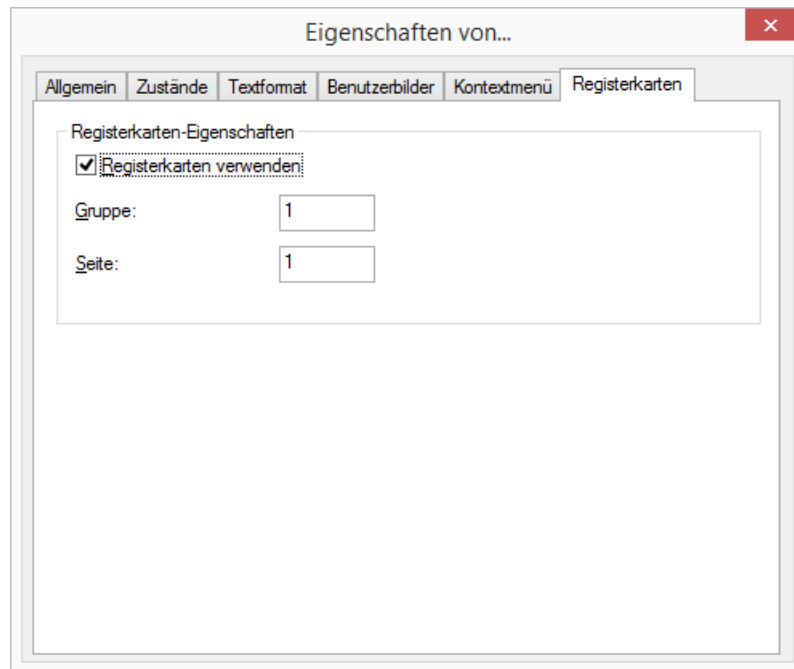 Eigenschaften von...
Allgemein Zustände Textformat Benutzerbilder Kontextmenü Registerkarten
Registerkarten-Eigenschaften
Registerkarten verwenden
Gruppe: 1
Seite: 1